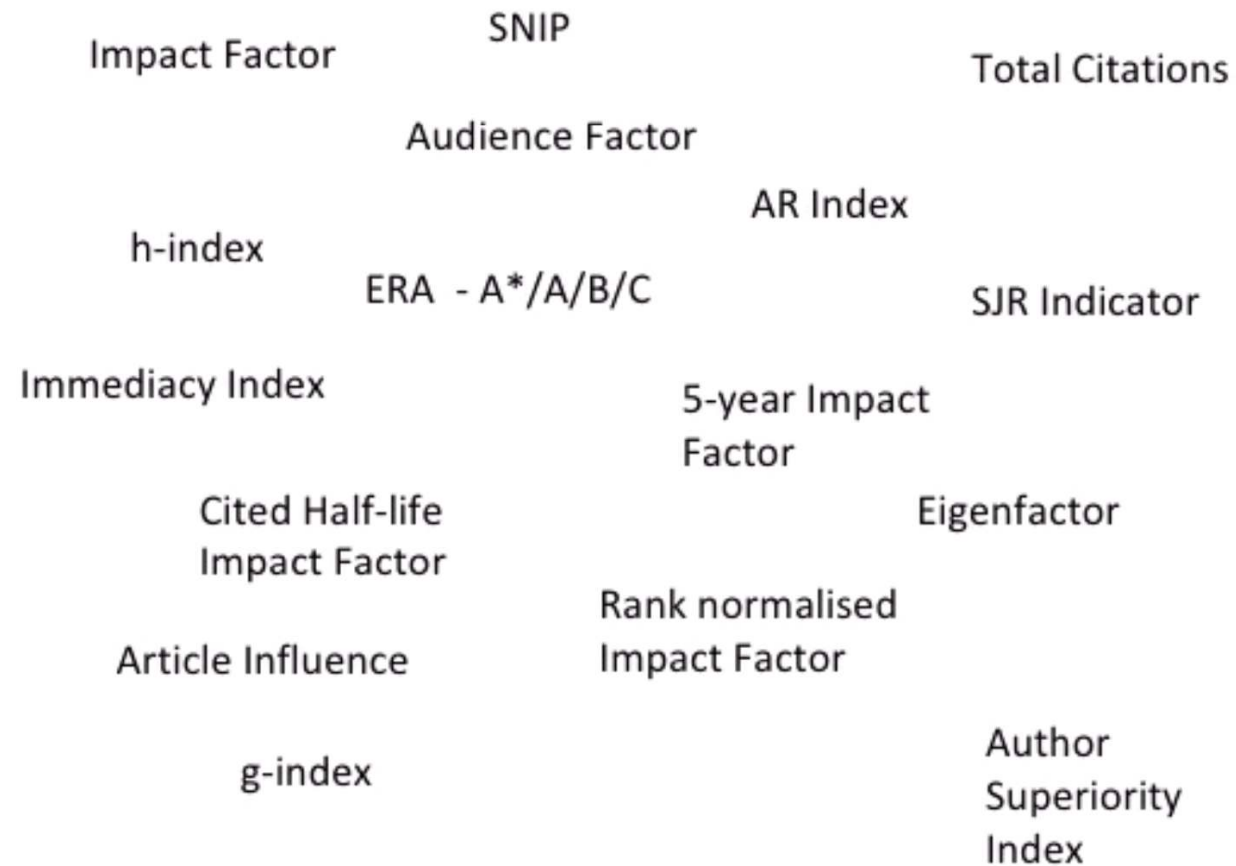 SNIP
Impact Factor
Total Citations
Audience Factor
AR Index
h-index
ERA - A*/A/B/C
SJR Indicator
Immediacy Index
5-year Impact
Factor
Cited Half-life
Impact Factor
Eigenfactor
Rank normalised
Impact Factor
Article Influence
g-index
Author
Superiority
Index